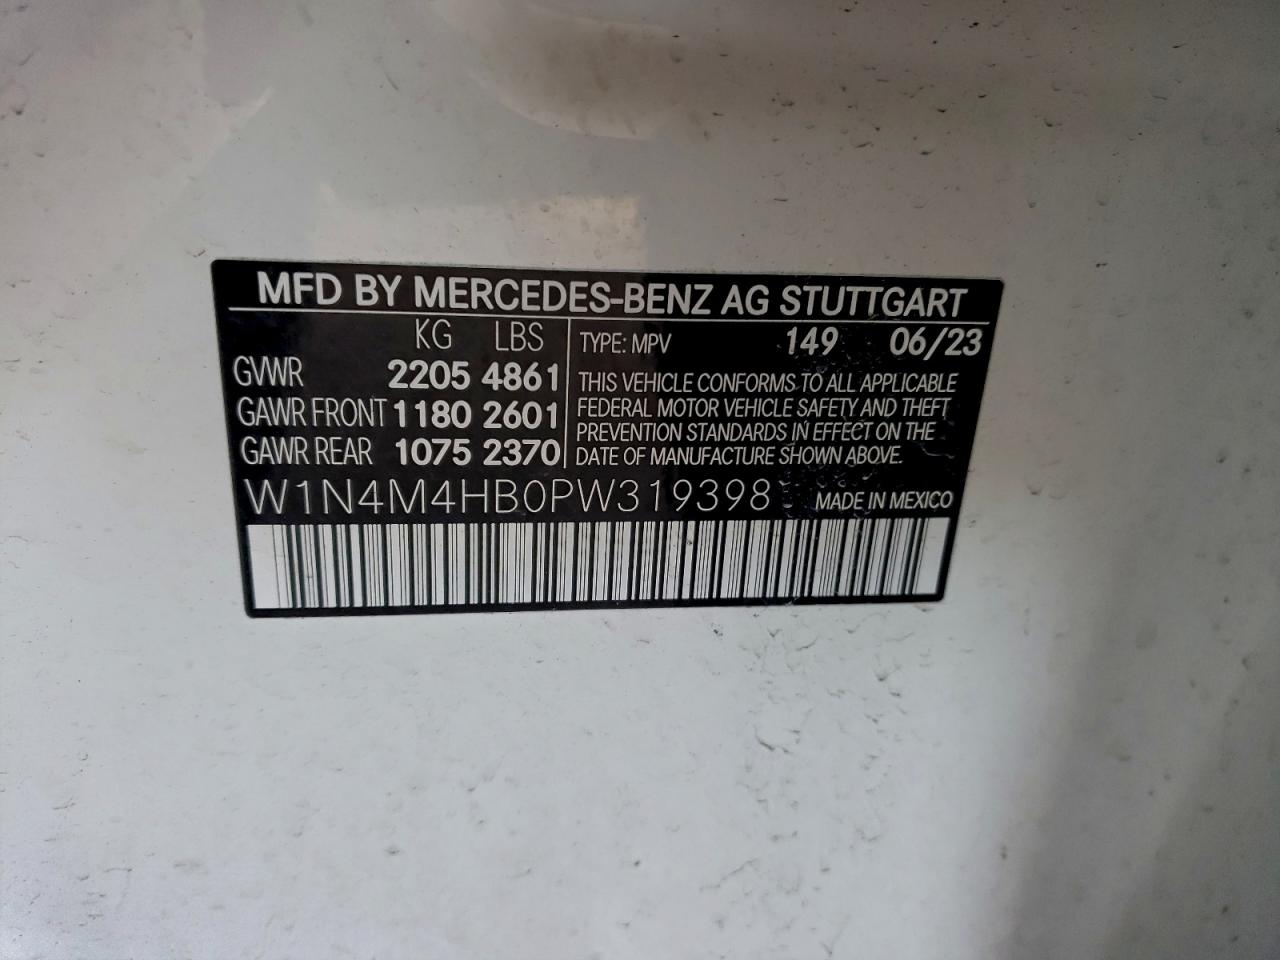 MFD BY MERCEDES-BENZ AG STUTTGART
KG LBS
GVWR 2205 4861
GAWR FRONT 1180 2601
GAWR REAR 1075 2370
TYPE: MPV 149 06/23
THIS VEHICLE CONFORMS TO ALL APPLICABLE
FEDERAL MOTOR VEHICLE SAFETY AND THEFT
PREVENTION STANDARDS IN EFFECT ON THE
DATE OF MANUFACTURE SHOWN ABOVE.
W1N4M4HB0PW319398 MADE IN MEXICO